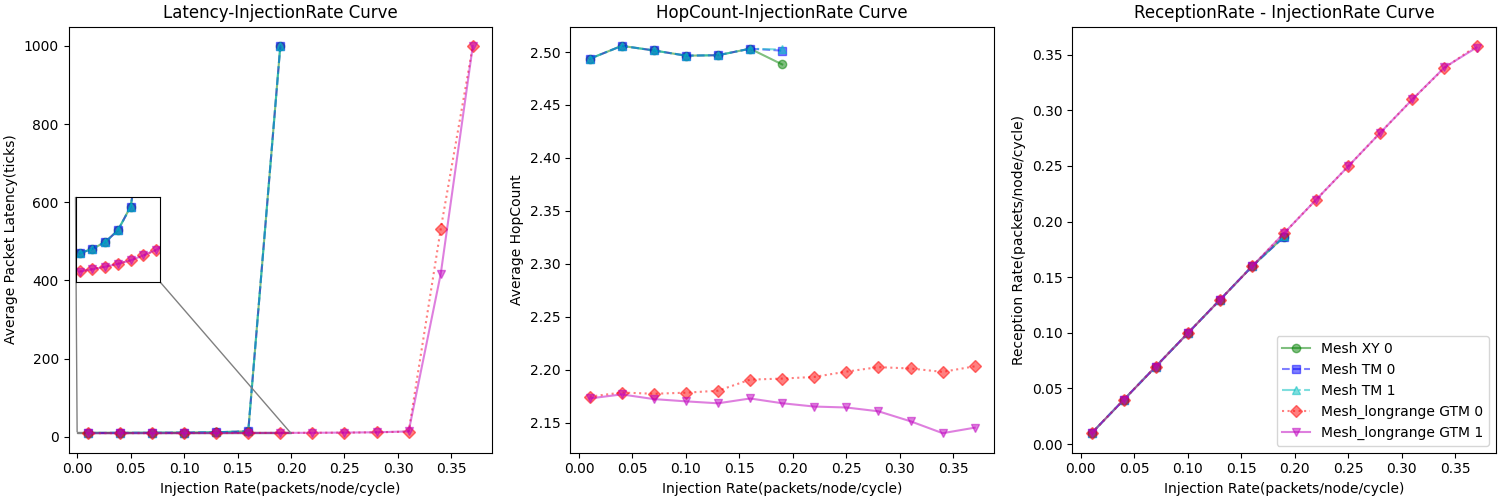 Latency-InjectionRate Curve
1000
800
600
400
200
0
Average Packet Latency(ticks)
0.00 0.05 0.10 0.15 0.20 0.25 0.30 0.35
Injection Rate(packets/node/cycle)
HopCount-InjectionRate Curve
2.50
2.45
2.40
2.35
2.30
2.25
2.20
2.15
Average HopCount
0.00 0.05 0.10 0.15 0.20 0.25 0.30 0.35
Injection Rate(packets/node/cycle)
ReceptionRate - InjectionRate Curve
0.35
0.30
0.25
0.20
0.15
0.10
0.05
0.00
Reception Rate(packets/node/cycle)
Mesh XY 0
Mesh TM 0
Mesh TM 1
Mesh_longrange GTM 0
Mesh_longrange GTM 1
0.00 0.05 0.10 0.15 0.20 0.25 0.30 0.35
Injection Rate(packets/node/cycle)